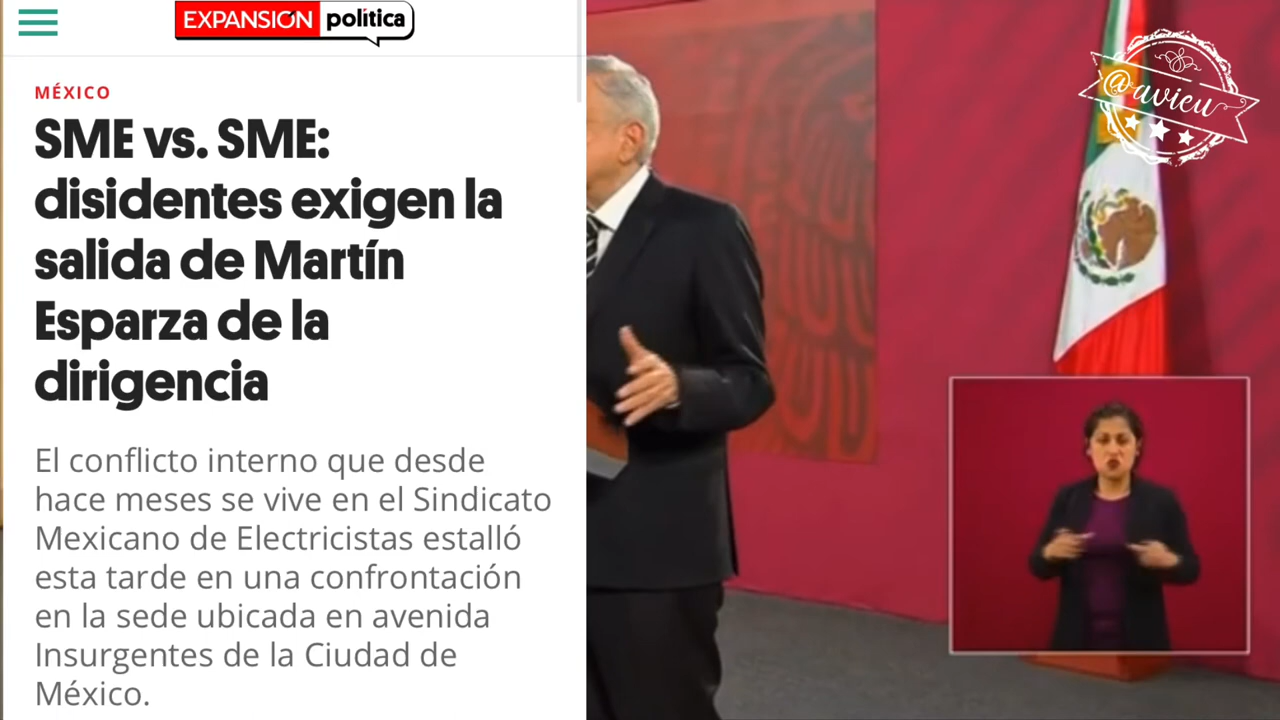 EXPANSIÓN política
MÉXICO
SME vs. SME:
disidentes exigen la
salida de Martín
Esparza de la
dirigencia
El conflicto interno que desde
hace meses se vive en el Sindicato
Mexicano de Electricistas estalló
esta tarde en una confrontación
en la sede ubicada en avenida
Insurgentes de la Ciudad de
México.
@avieu